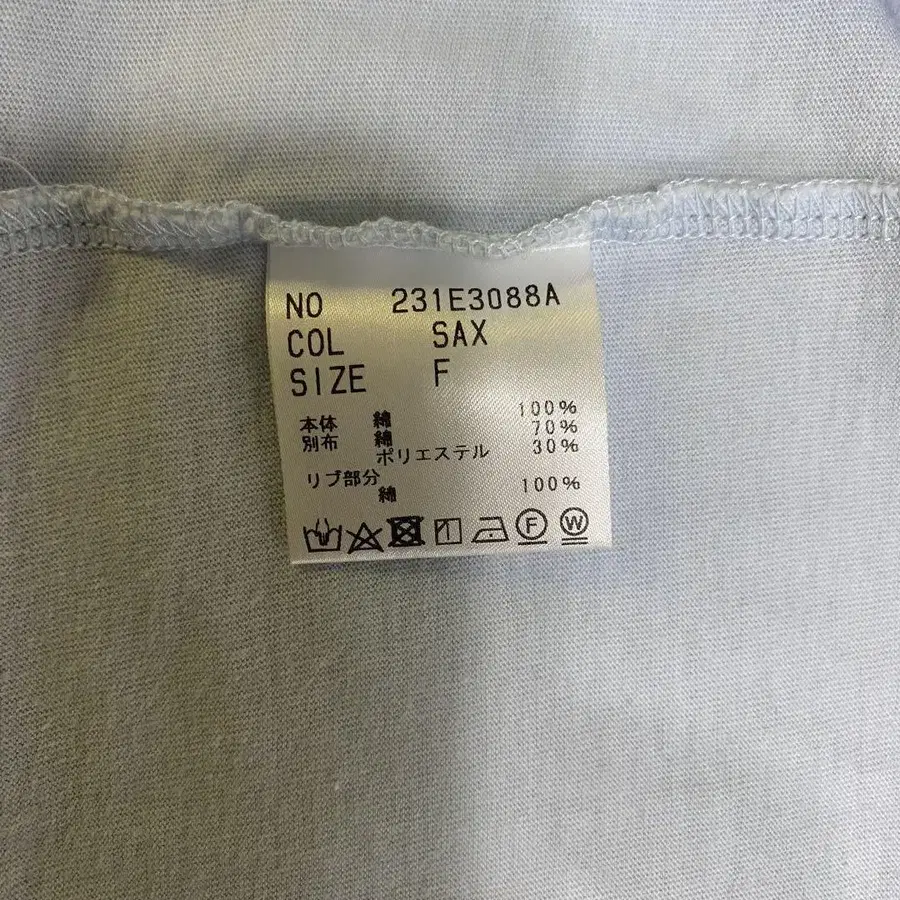 NO 231E3088A
COL SAX
SIZE F
本体 綿 100%
別布 綿 70%
ポリエステル 30%
リブ部分
綿 100%
F W